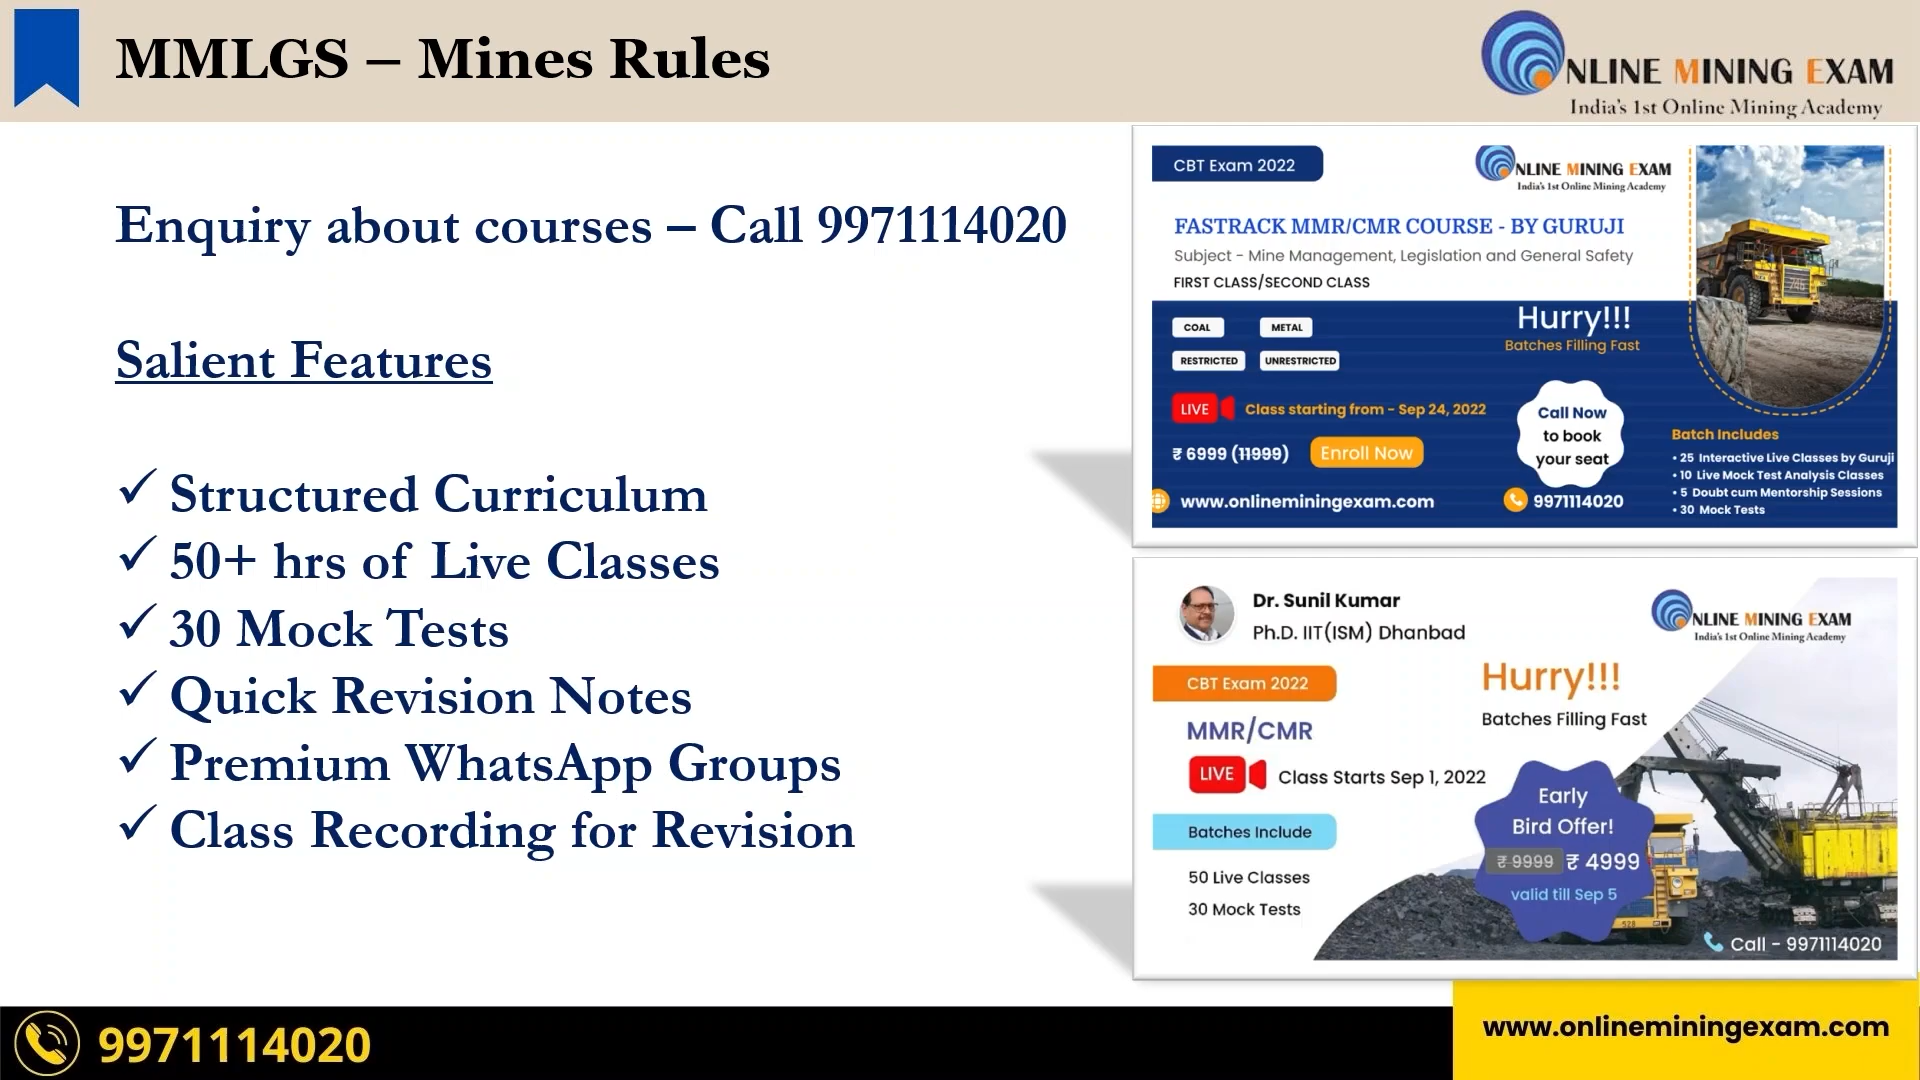 MMLGS – Mines Rules
NLINE MINING EXAM
India's 1st Online Mining Academy
Enquiry about courses – Call 9971114020
Salient Features
✓ Structured Curriculum
✓ 50+ hrs of Live Classes
✓ 30 Mock Tests
✓ Quick Revision Notes
✓ Premium WhatsApp Groups
✓ Class Recording for Revision
CBT Exam 2022
NLINE MINING EXAM
India's 1st Online Mining Academy
FASTRACK MMR/CMR COURSE - BY GURUJI
Subject - Mine Management, Legislation and General Safety
FIRST CLASS/SECOND CLASS
COAL METAL
RESTRICTED UNRESTRICTED
Hurry!!!
Batches Filling Fast
LIVE Class starting from - Sep 24, 2022
₹ 6999 (11999) Enroll Now
www.onlineminingexam.com
Call Now
to book
your seat
9971114020
Batch Includes
• 25 Interactive Live Classes by Guruji
• 10 Live Mock Test Analysis Classes
• 5 Doubt cum Mentorship Sessions
• 30 Mock Tests
Dr. Sunil Kumar
Ph.D. IIT(ISM) Dhanbad
NLINE MINING EXAM
India's 1st Online Mining Academy
CBT Exam 2022
MMR/CMR
LIVE Class Starts Sep 1, 2022
Batches Include
50 Live Classes
30 Mock Tests
Hurry!!!
Batches Filling Fast
Early
Bird Offer!
₹ 9999 ₹ 4999
valid till Sep 5
528
Call - 9971114020
9971114020
www.onlineminingexam.com